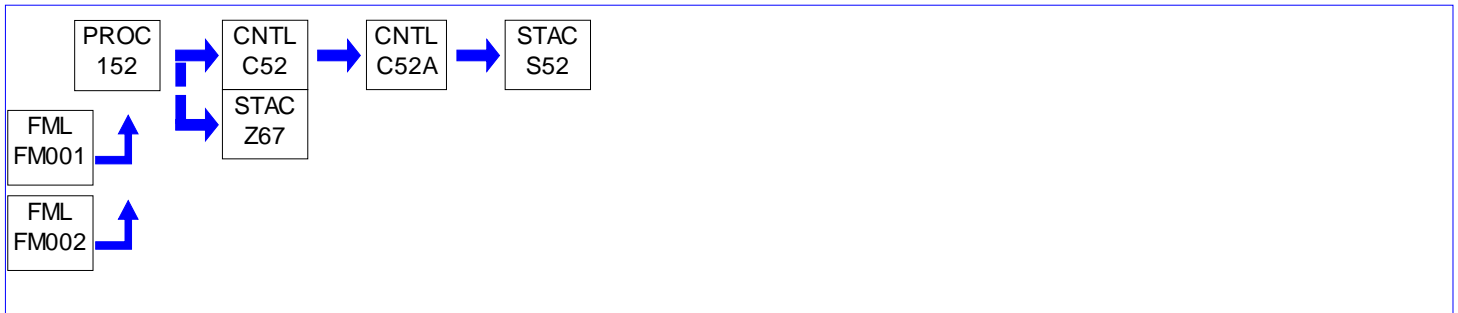 PROC
152
CNTL
C52
CNTL
C52A
STAC
S52
STAC
Z67
FML
FM001
FML
FM002